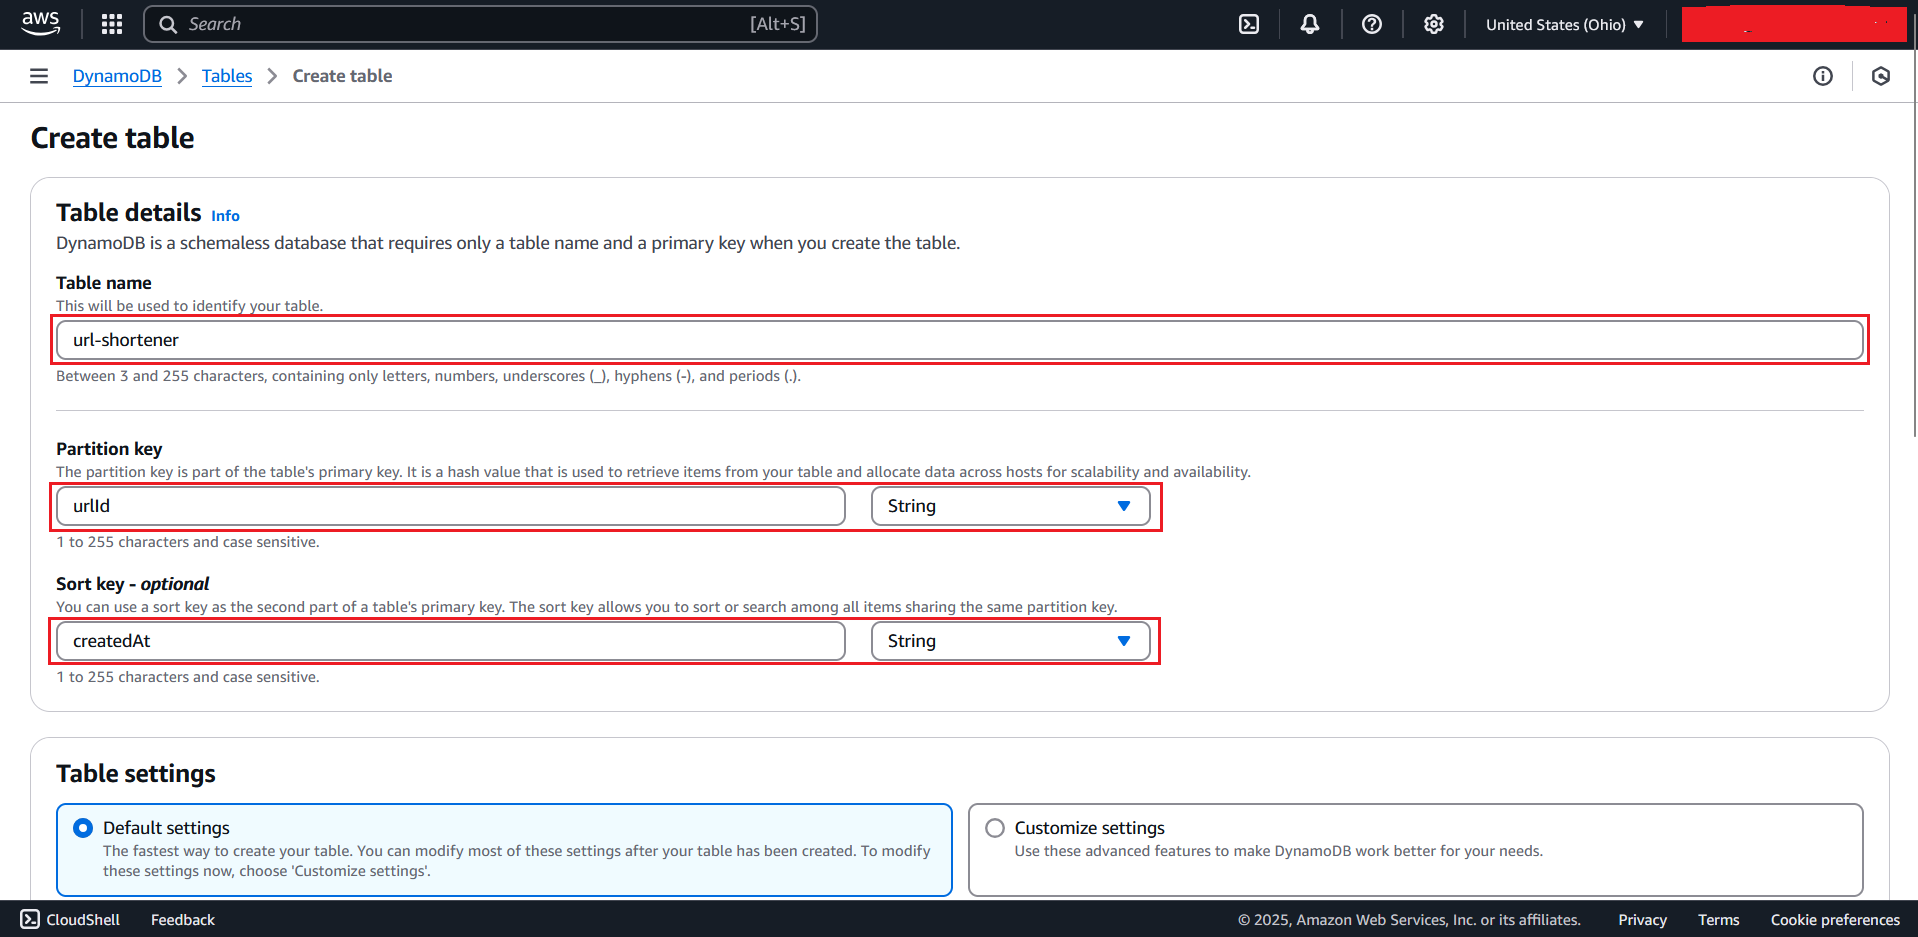 aws
Search [Alt+S]
United States (Ohio)
DynamoDB > Tables > Create table
Create table
Table details Info
DynamoDB is a schemaless database that requires only a table name and a primary key when you create the table.
Table name
This will be used to identify your table.
url-shortener
Between 3 and 255 characters, containing only letters, numbers, underscores (_), hyphens (-), and periods (.).
Partition key
The partition key is part of the table's primary key. It is a hash value that is used to retrieve items from your table and allocate data across hosts for scalability and availability.
urlId String
1 to 255 characters and case sensitive.
Sort key - optional
You can use a sort key as the second part of a table's primary key. The sort key allows you to sort or search among all items sharing the same partition key.
createdAt String
1 to 255 characters and case sensitive.
Table settings
Default settings
The fastest way to create your table. You can modify most of these settings after your table has been created. To modify
these settings now, choose 'Customize settings'.
Customize settings
Use these advanced features to make DynamoDB work better for your needs.
CloudShell Feedback © 2025, Amazon Web Services, Inc. or its affiliates. Privacy Terms Cookie preferences